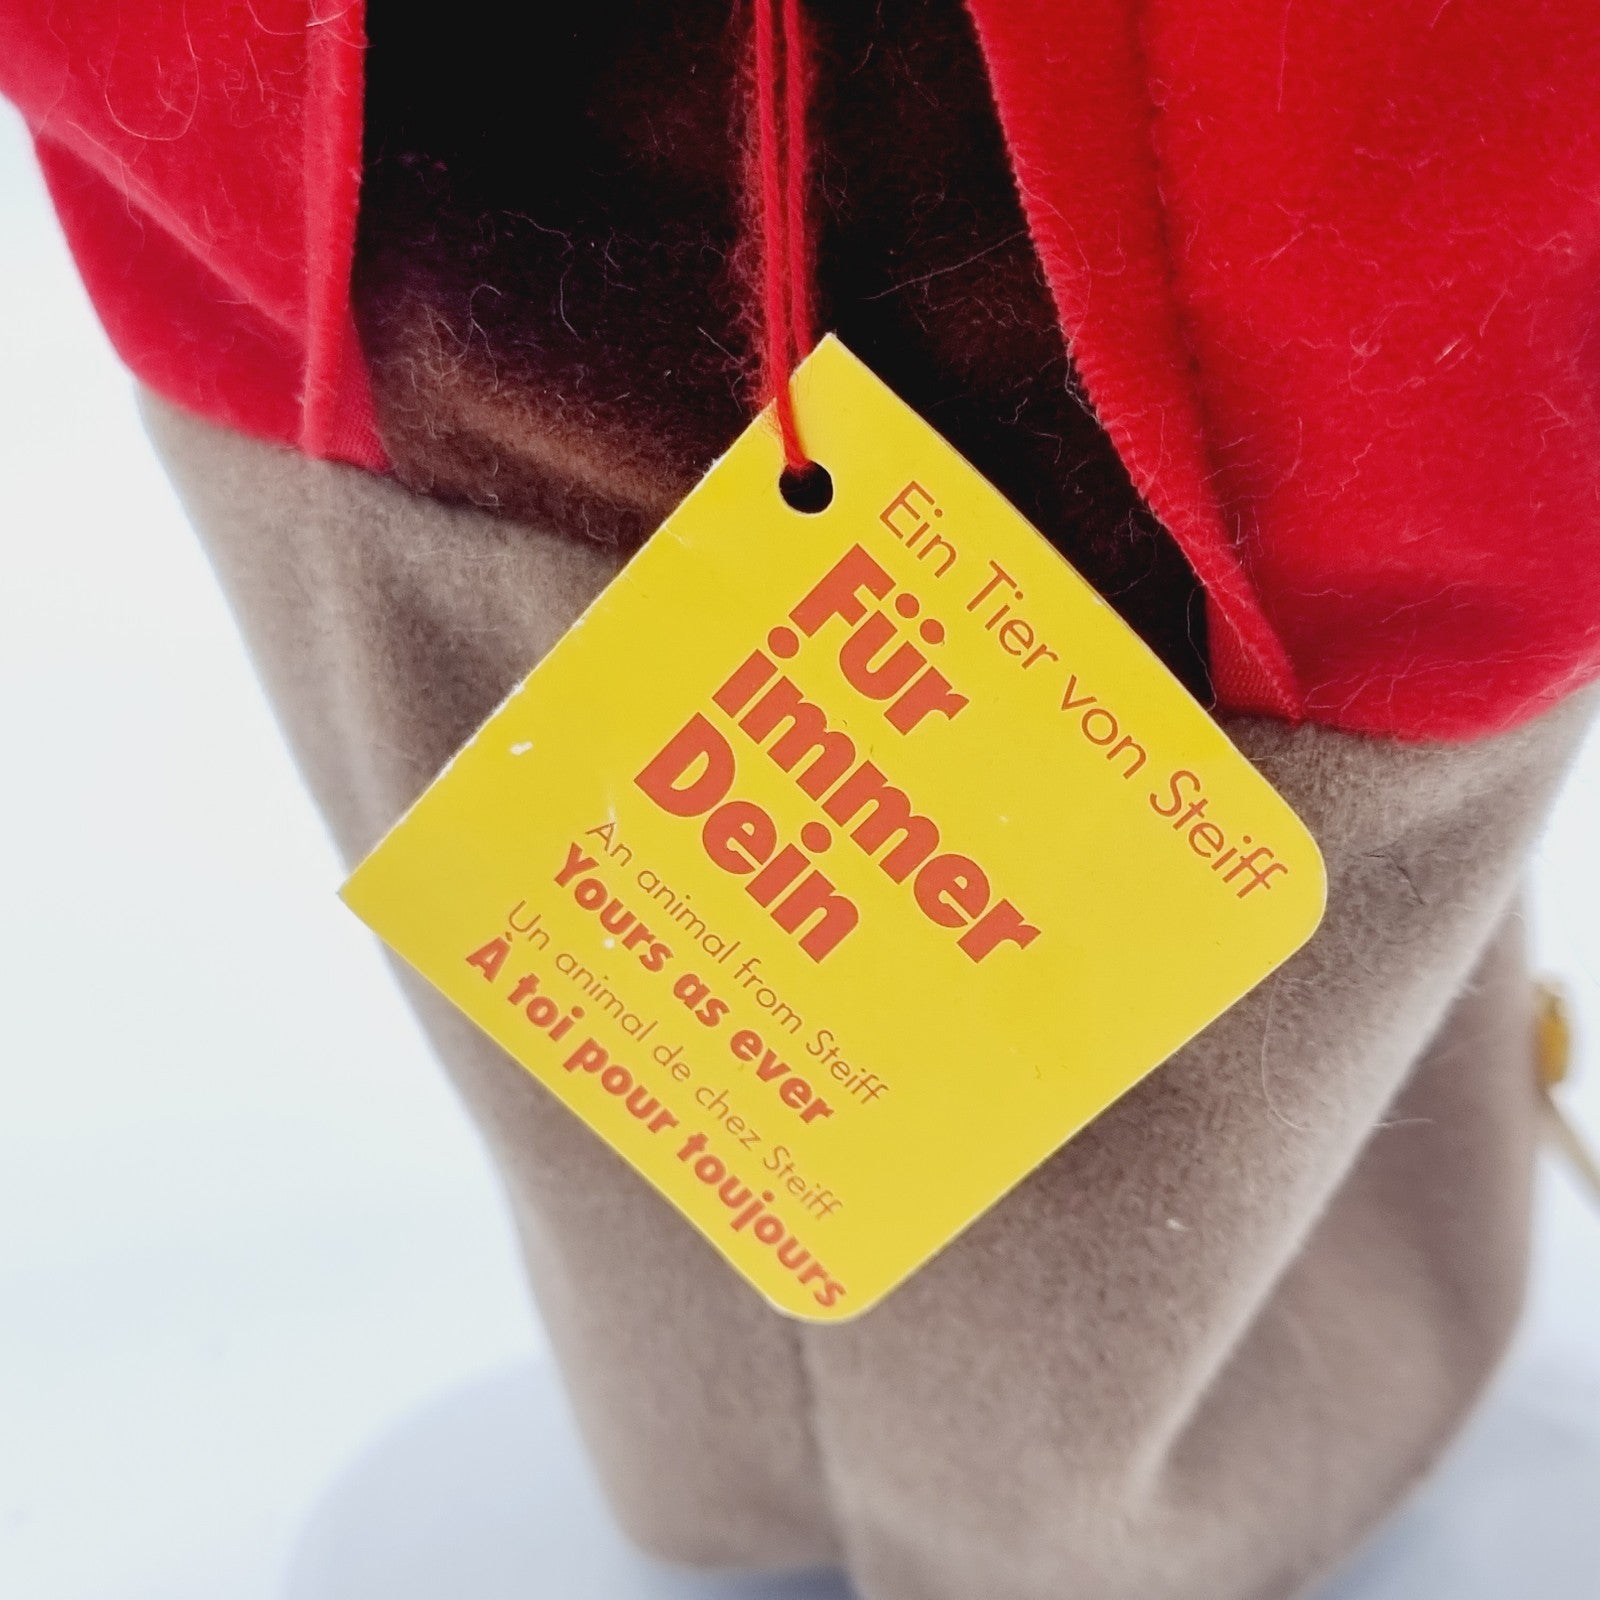 Ein Tier von Steiff
Für
immer
Dein
An animal from Steiff
Yours as ever
Un animal de chez Steiff
À toi pour toujours